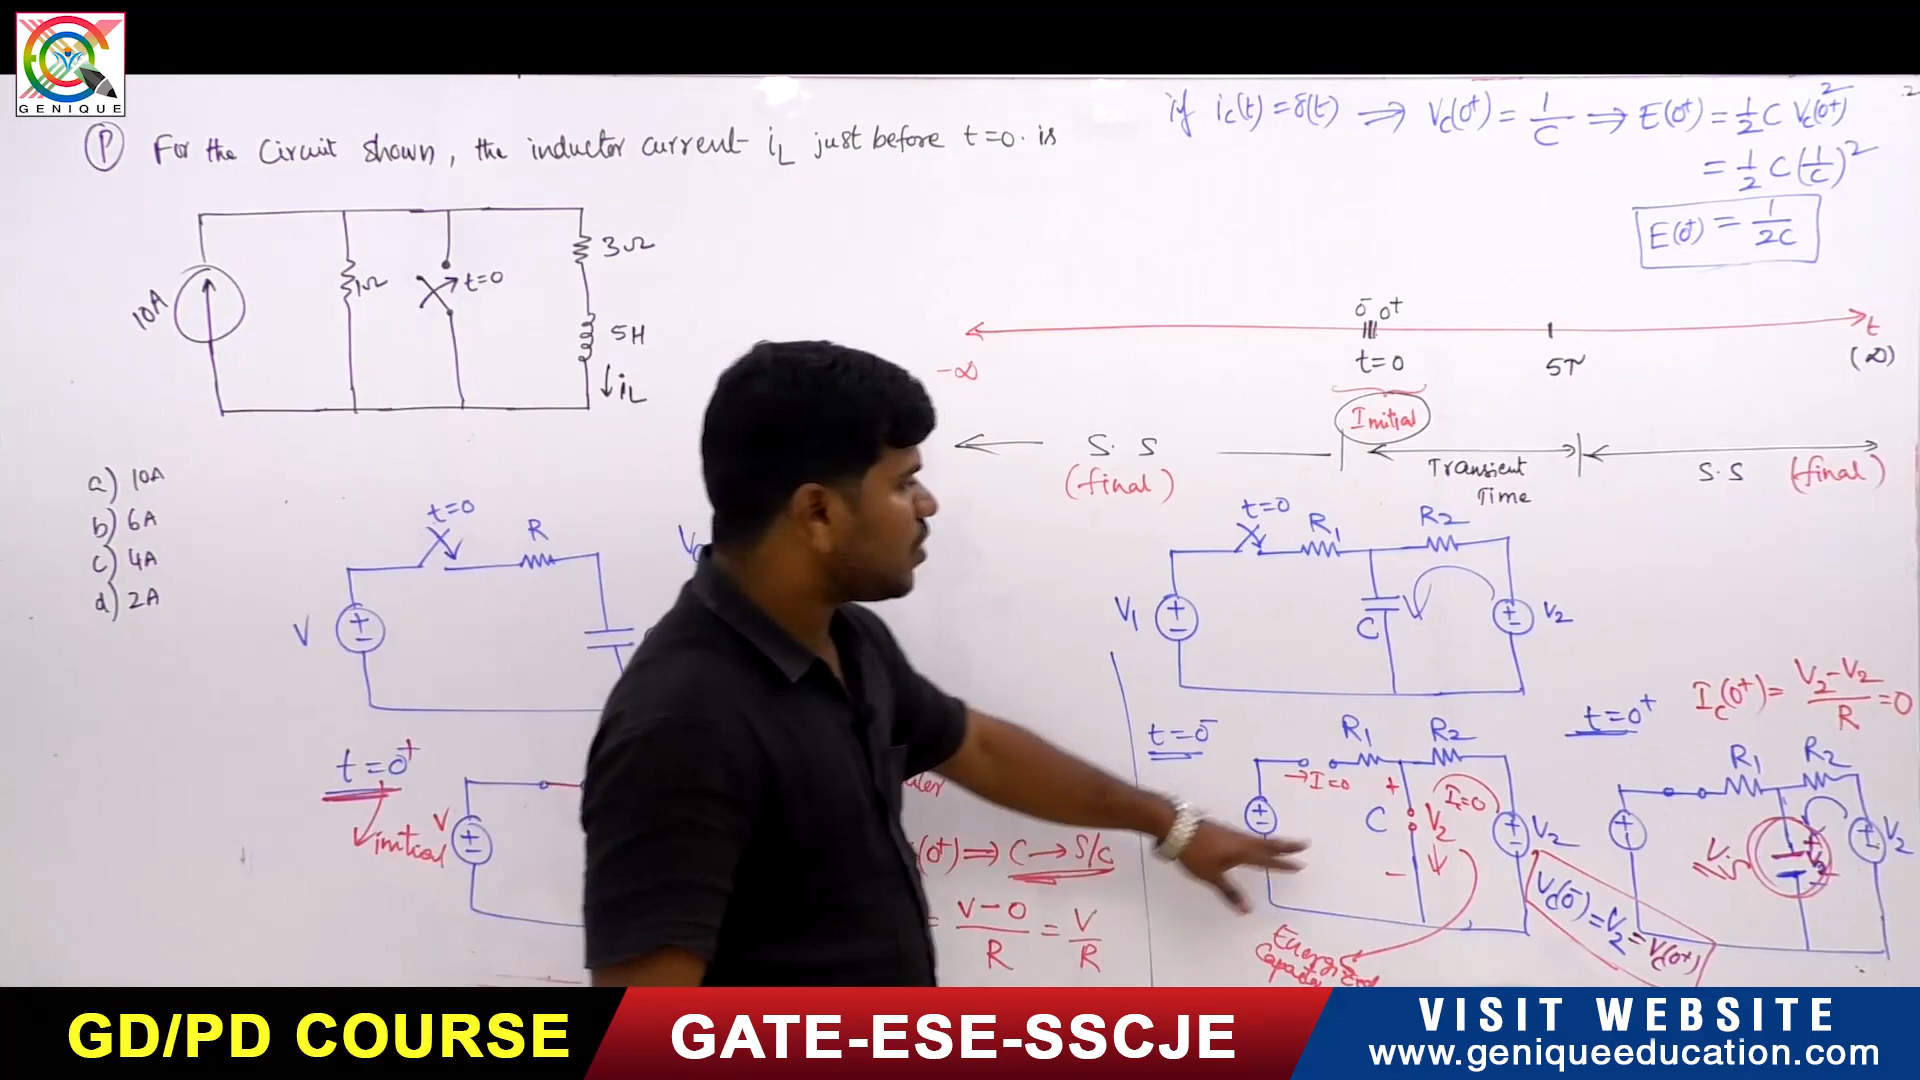 GENIQUE
P) For the Circuit shown, the inductor current iL just before t=0. is
10A
1Ω
t=0
3Ω
5H
↓iL
a) 10A
b) 6A
c) 4A
d) 2A
t=0
R
V
+
-
t=0⁺
initial
V
+
-
if ic(t)=δ(t) ⇒ Vc(0⁺)= 1/C ⇒ E(0⁺)=1/2 C Vc(0⁺)²
= 1/2 C (1/C)²
E(0⁺) = 1/2C
0⁻ 0⁺
-∞
t=0
5τ
t
(∞)
Initial
S.S
(final)
Transient
Time
S.S (final)
t=0
R1
R2
V1
+
-
C
+
-
V2
(0⁺) ⇒ C → S/C
= V-0/R = V/R
t=0⁻
R1
R2
→I=0
+
C
V2
-
I=0
+
-
V2
Energized
Capacitor
Vc(0⁻)=V2=Vc(0⁺)
t=0⁺
Ic(0⁺)= V2-V2/R =0
R1
R2
V2
GD/PD COURSE
GATE-ESE-SSCJE
VISIT WEBSITE
www.geniqueeducation.com